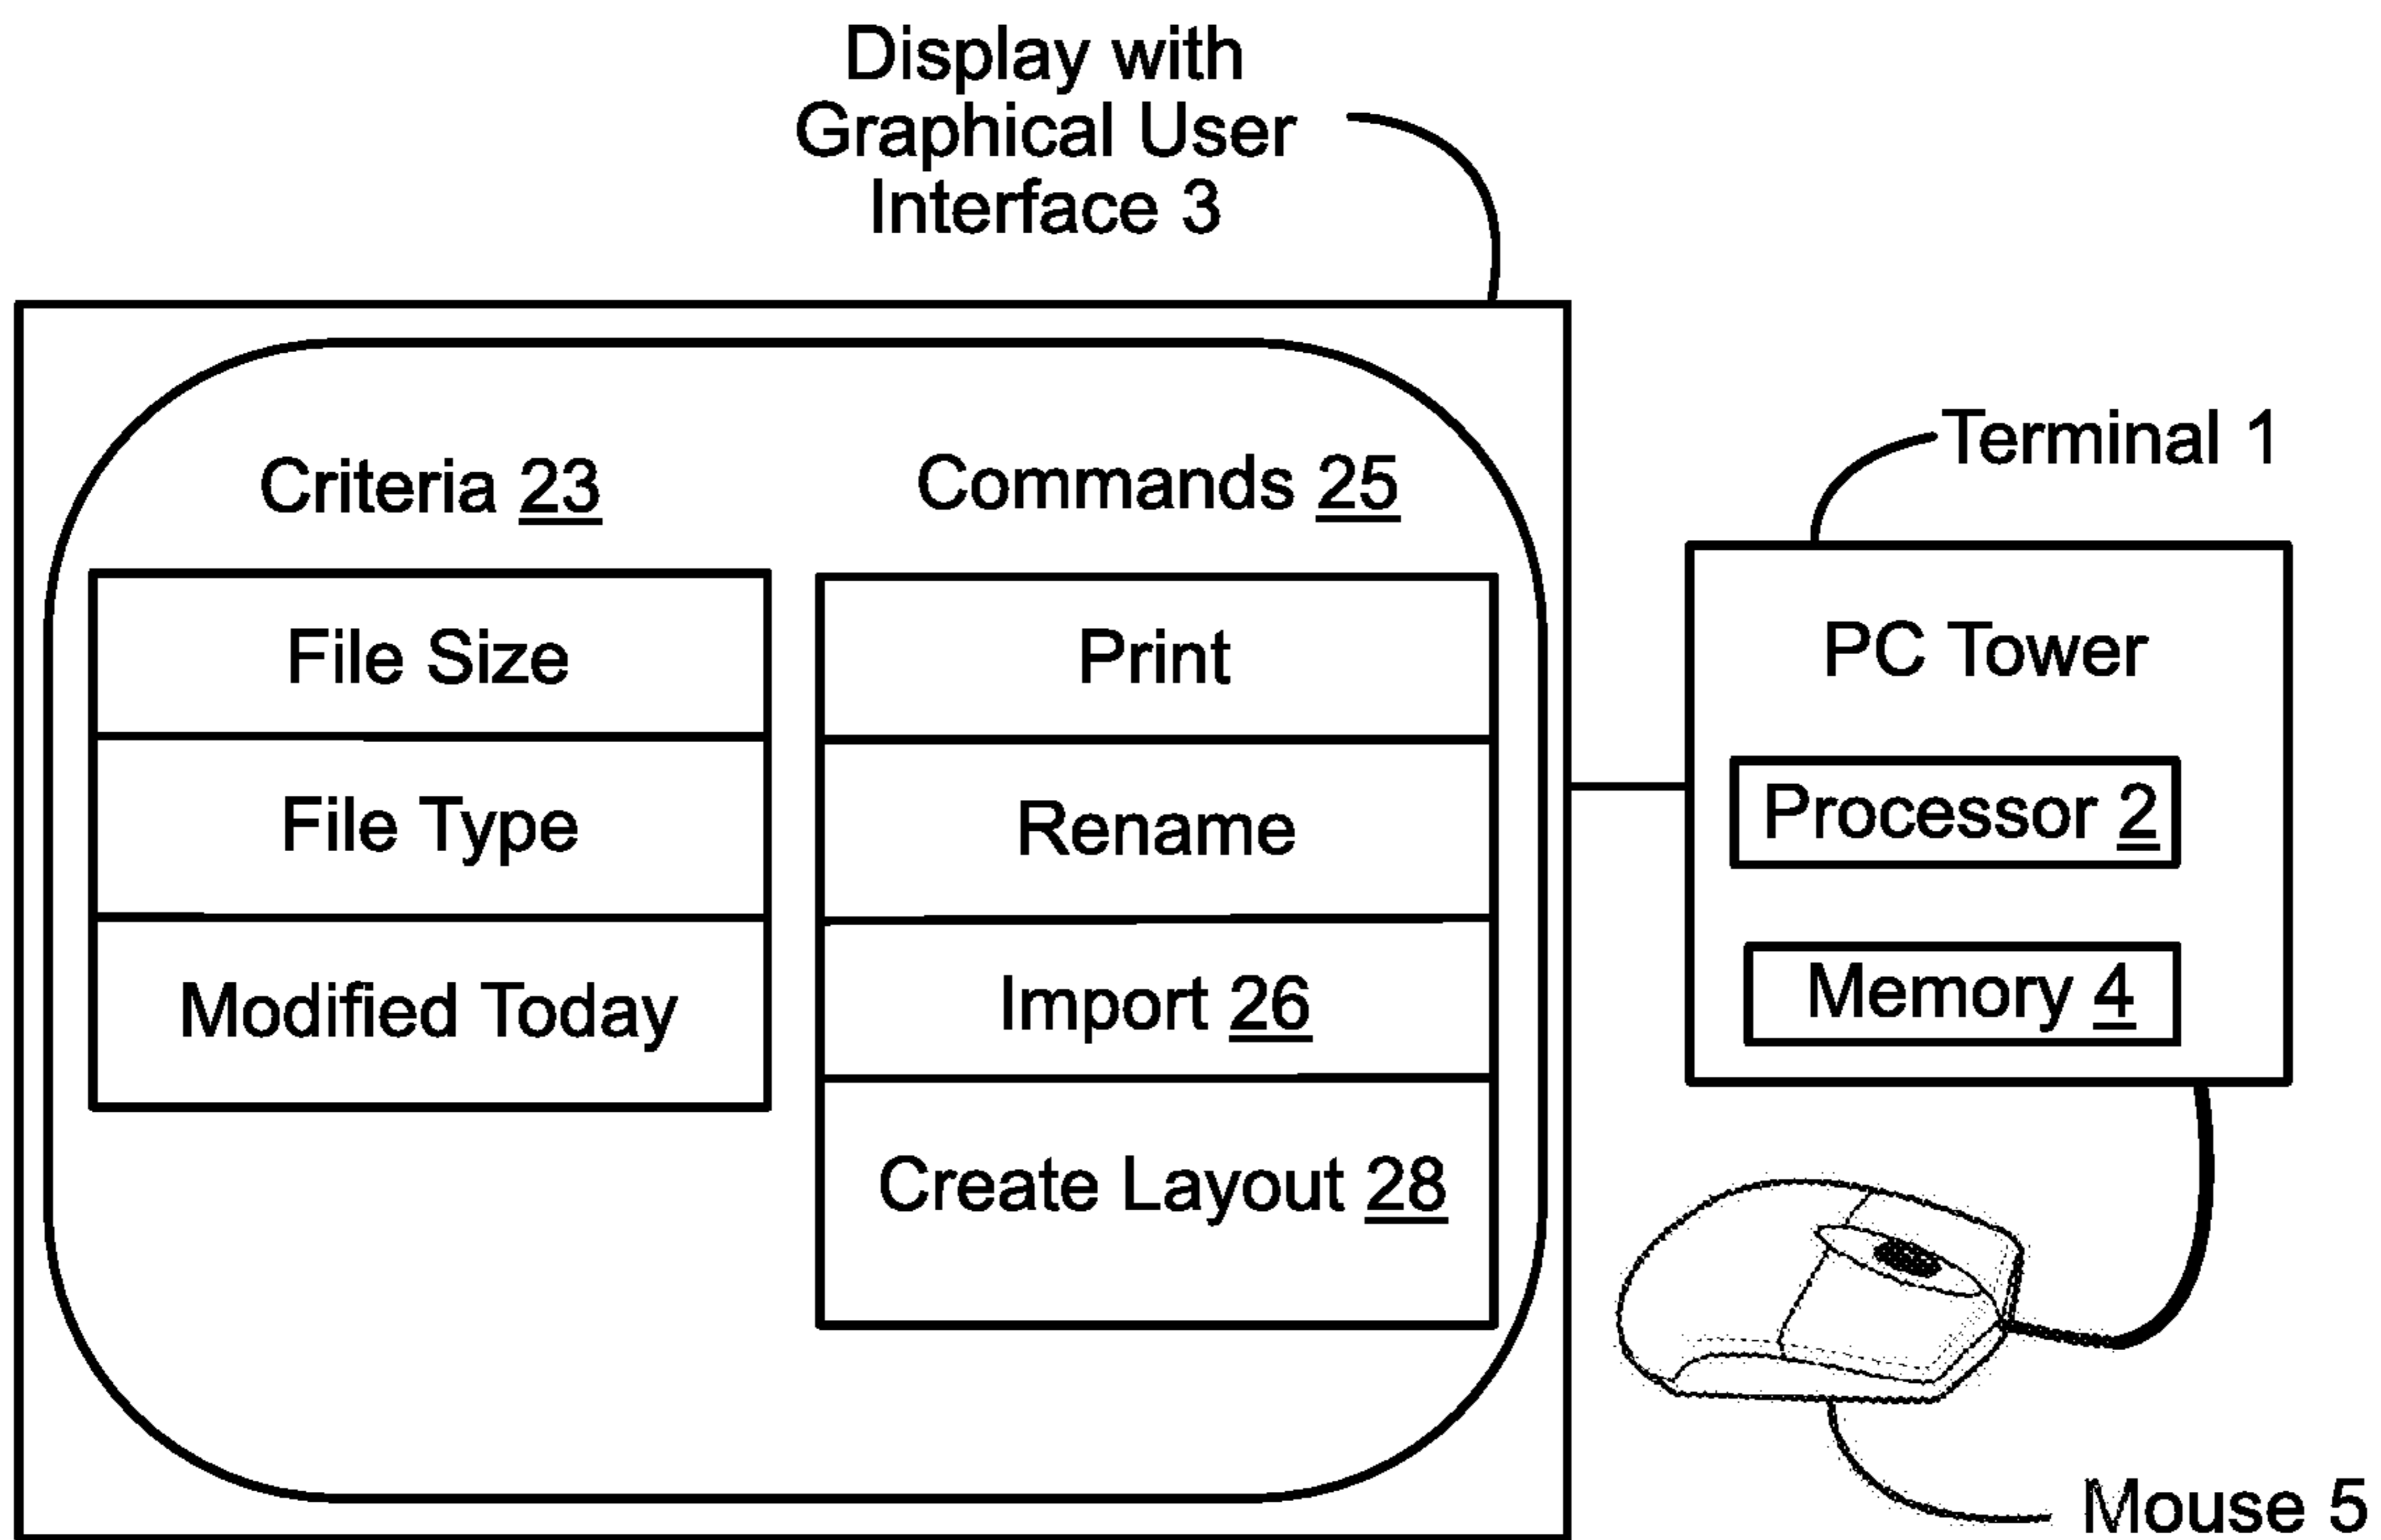 Display with
Graphical User
Interface 3
Terminal 1
Criteria 23
Commands 25
File Size
File Type
Modified Today
Print
Rename
Import 26
Create Layout 28
PC Tower
Processor 2
Memory 4
Mouse 5